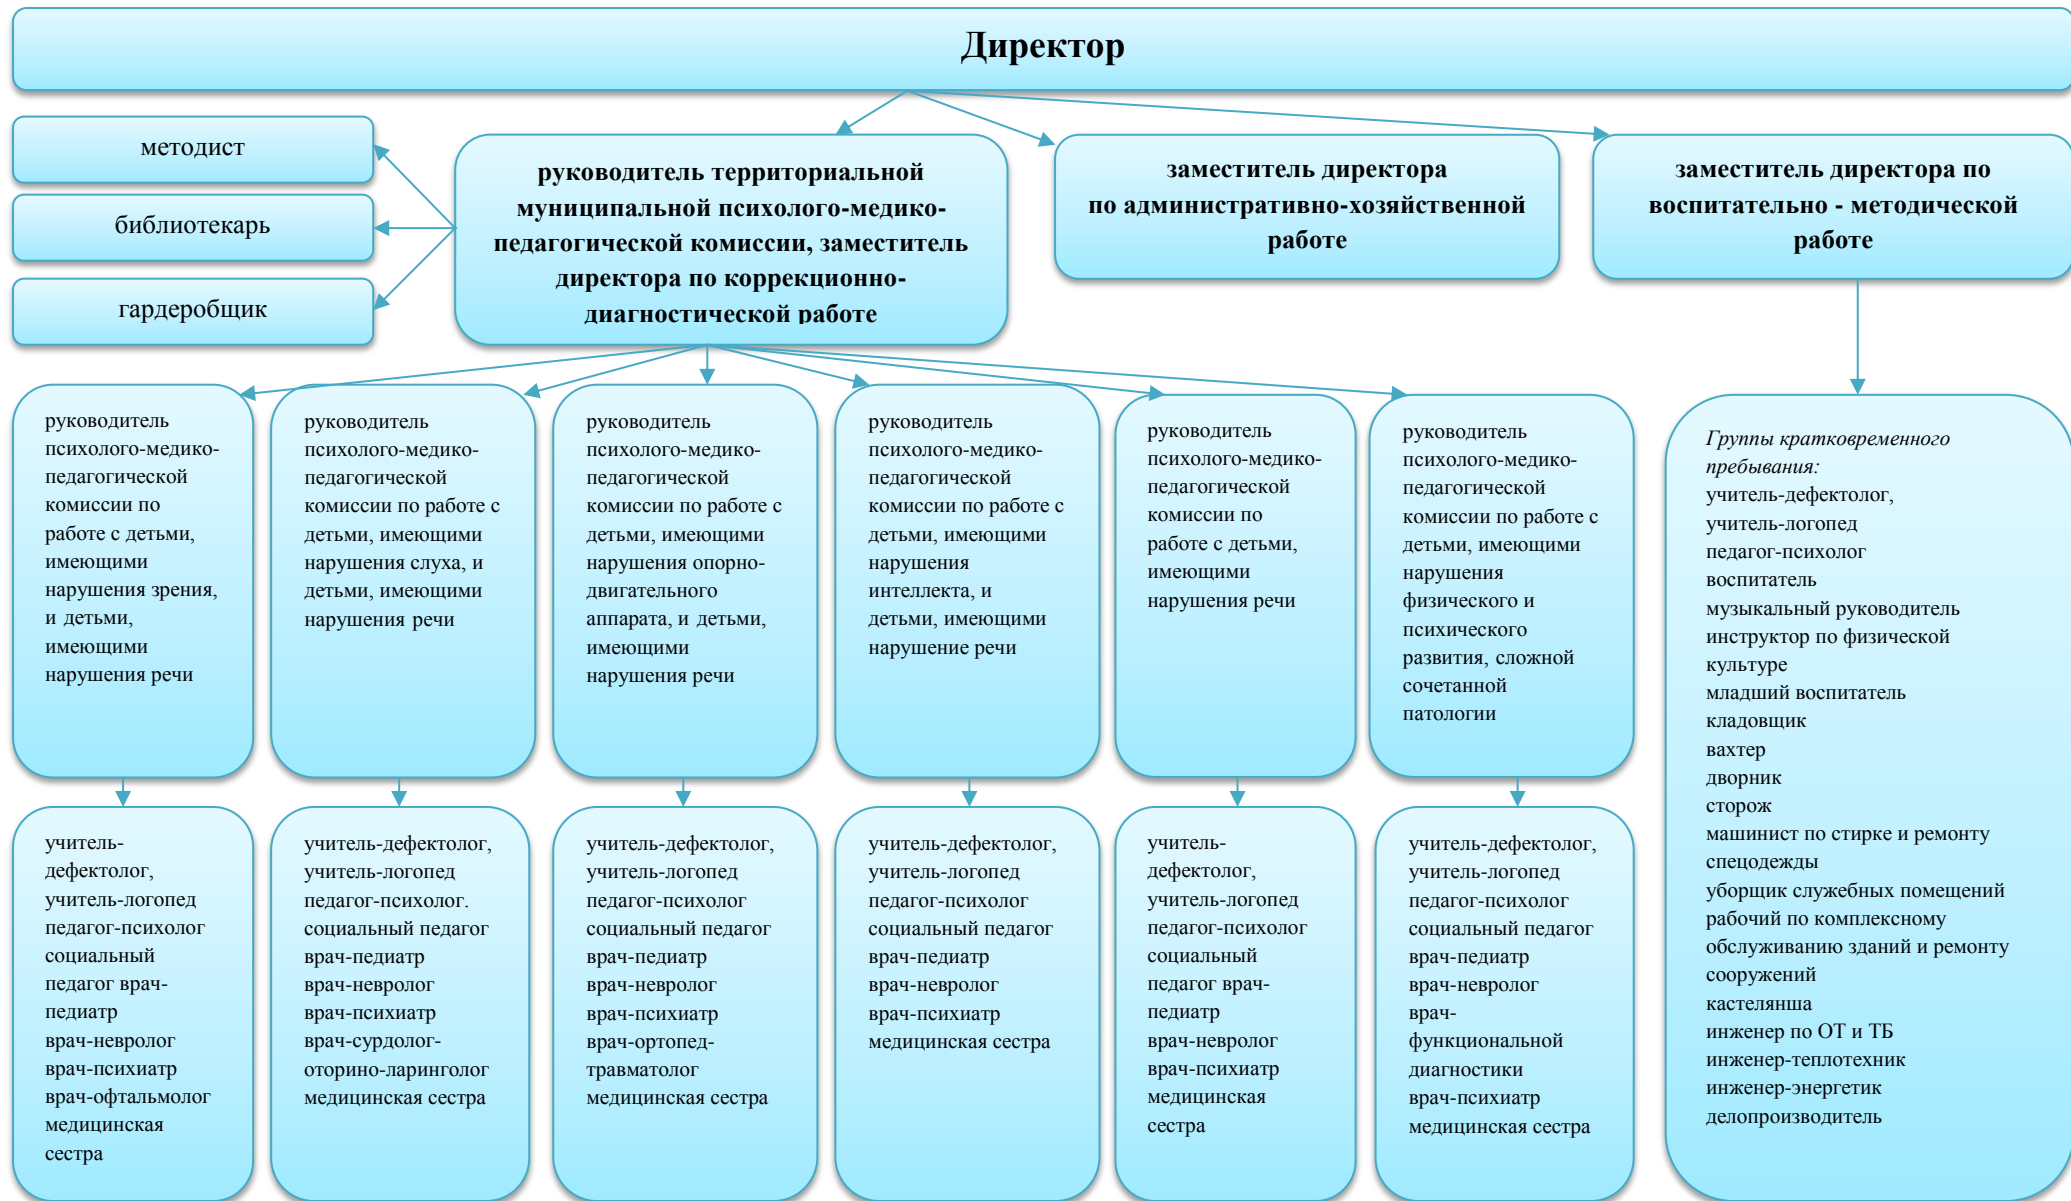 Директор
методист
библиотекарь
гардеробщик
руководитель территориальной
муниципальной психолого-медико-
педагогической комиссии, заместитель
директора по коррекционно-
диагностической работе
заместитель директора
по административно-хозяйственной
работе
заместитель директора по
воспитательно - методической
работе
руководитель
психолого-медико-
педагогической
комиссии по
работе с детьми,
имеющими
нарушения зрения,
и детьми,
имеющими
нарушения речи
руководитель
психолого-медико-
педагогической
комиссии по работе с
детьми, имеющими
нарушения слуха, и
детьми, имеющими
нарушения речи
руководитель
психолого-медико-
педагогической
комиссии по работе с
детьми, имеющими
нарушения опорно-
двигательного
аппарата, и детьми,
имеющими
нарушения речи
руководитель
психолого-медико-
педагогической
комиссии по работе с
детьми, имеющими
нарушения
интеллекта, и
детьми, имеющими
нарушение речи
руководитель
психолого-медико-
педагогической
комиссии по
работе с детьми,
имеющими
нарушения речи
руководитель
психолого-медико-
педагогической
комиссии по работе с
детьми, имеющими
нарушения
физического и
психического
развития, сложной
сочетанной
патологии
Группы кратковременного
пребывания:
учитель-дефектолог,
учитель-логопед
педагог-психолог
воспитатель
музыкальный руководитель
инструктор по физической
культуре
младший воспитатель
кладовщик
вахтер
дворник
сторож
машинист по стирке и ремонту
спецодежды
уборщик служебных помещений
рабочий по комплексному
обслуживанию зданий и ремонту
сооружений
кастелянша
инженер по ОТ и ТБ
инженер-теплотехник
инженер-энергетик
делопроизводитель
учитель-
дефектолог,
учитель-логопед
педагог-психолог
социальный
педагог врач-
педиатр
врач-невролог
врач-психиатр
врач-офтальмолог
медицинская
сестра
учитель-дефектолог,
учитель-логопед
педагог-психолог.
социальный педагог
врач-педиатр
врач-невролог
врач-психиатр
врач-сурдолог-
оторино-ларинголог
медицинская сестра
учитель-дефектолог,
учитель-логопед
педагог-психолог
социальный педагог
врач-педиатр
врач-невролог
врач-психиатр
врач-ортопед-
травматолог
медицинская сестра
учитель-дефектолог,
учитель-логопед
педагог-психолог
социальный педагог
врач-педиатр
врач-невролог
врач-психиатр
медицинская сестра
учитель-
дефектолог,
учитель-логопед
педагог-психолог
социальный
педагог врач-
педиатр
врач-невролог
врач-психиатр
медицинская
сестра
учитель-дефектолог,
учитель-логопед
педагог-психолог
социальный педагог
врач-педиатр
врач-невролог
врач-
функциональной
диагностики
врач-психиатр
медицинская сестра